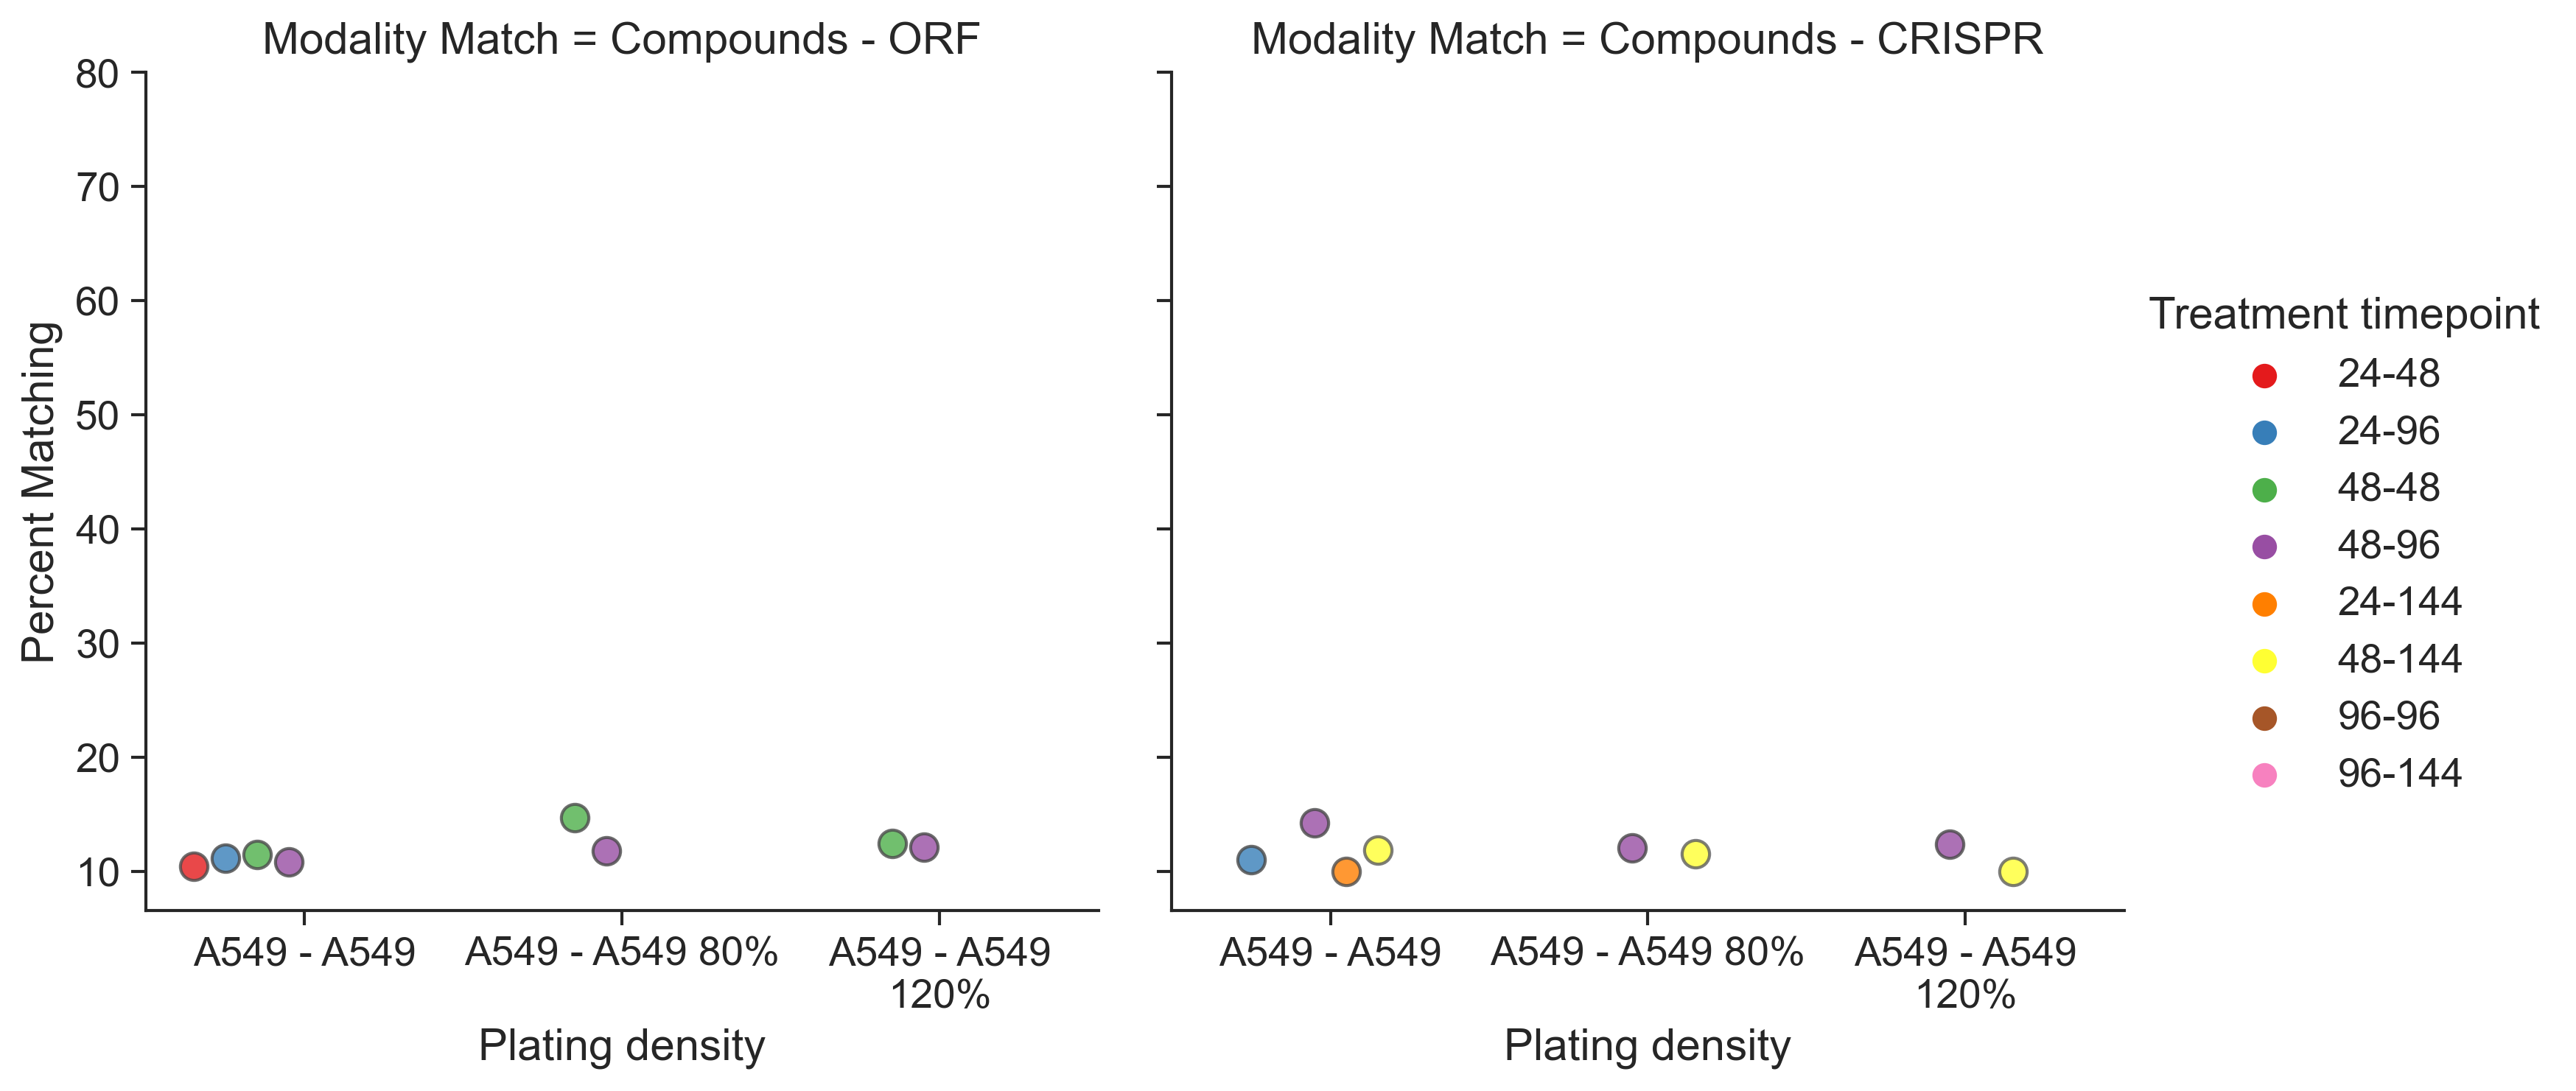 Modality Match = Compounds - ORF
Modality Match = Compounds - CRISPR
80
70
60
50
40
30
20
10
Percent Matching
A549 - A549
A549 - A549 80%
A549 - A549
120%
Plating density
A549 - A549
A549 - A549 80%
A549 - A549
120%
Plating density
Treatment timepoint
24-48
24-96
48-48
48-96
24-144
48-144
96-96
96-144